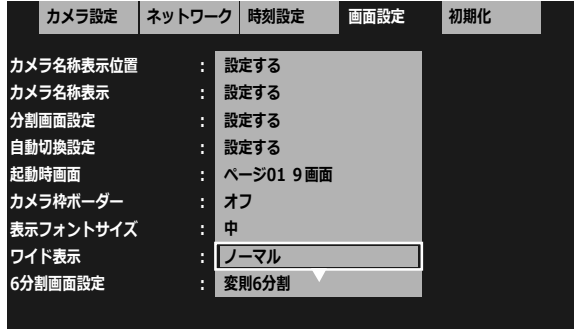 カメラ設定 ネットワーク 時刻設定 画面設定 初期化
カメラ名称表示位置 : 設定する
カメラ名称表示 : 設定する
分割画面設定 : 設定する
自動切換設定 : 設定する
起動時画面 : ページ01 9画面
カメラ枠ボーダー : オフ
表示フォントサイズ : 中
ワイド表示 : ノーマル
6分割画面設定 : 変則6分割